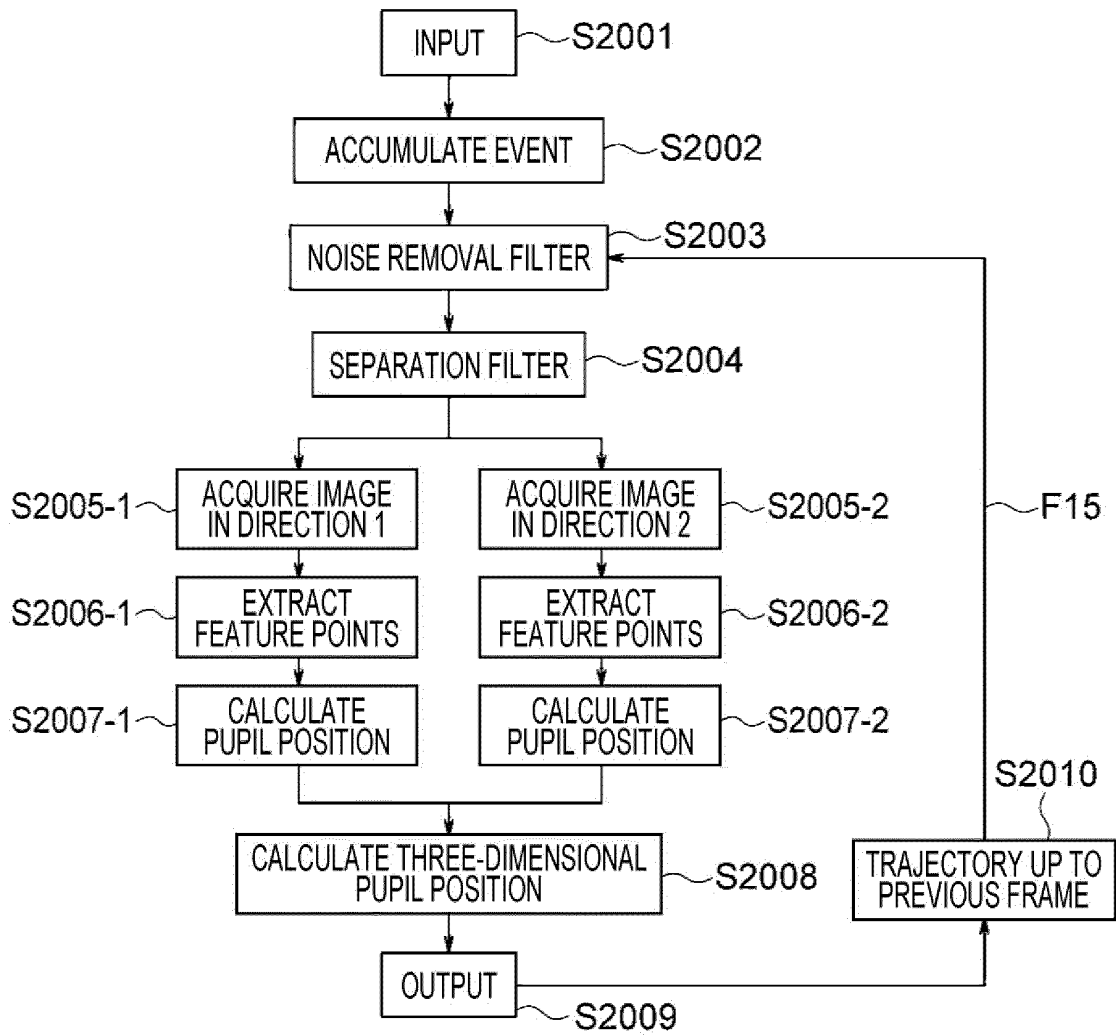 INPUT
S2001
ACCUMULATE EVENT
S2002
NOISE REMOVAL FILTER
S2003
SEPARATION FILTER
S2004
S2005-1
ACQUIRE IMAGE
IN DIRECTION 1
ACQUIRE IMAGE
IN DIRECTION 2
S2005-2
F15
S2006-1
EXTRACT
FEATURE POINTS
EXTRACT
FEATURE POINTS
S2006-2
S2007-1
CALCULATE
PUPIL POSITION
CALCULATE
PUPIL POSITION
S2007-2
S2010
TRAJECTORY UP TO
PREVIOUS FRAME
CALCULATE THREE-DIMENSIONAL
PUPIL POSITION
S2008
OUTPUT
S2009